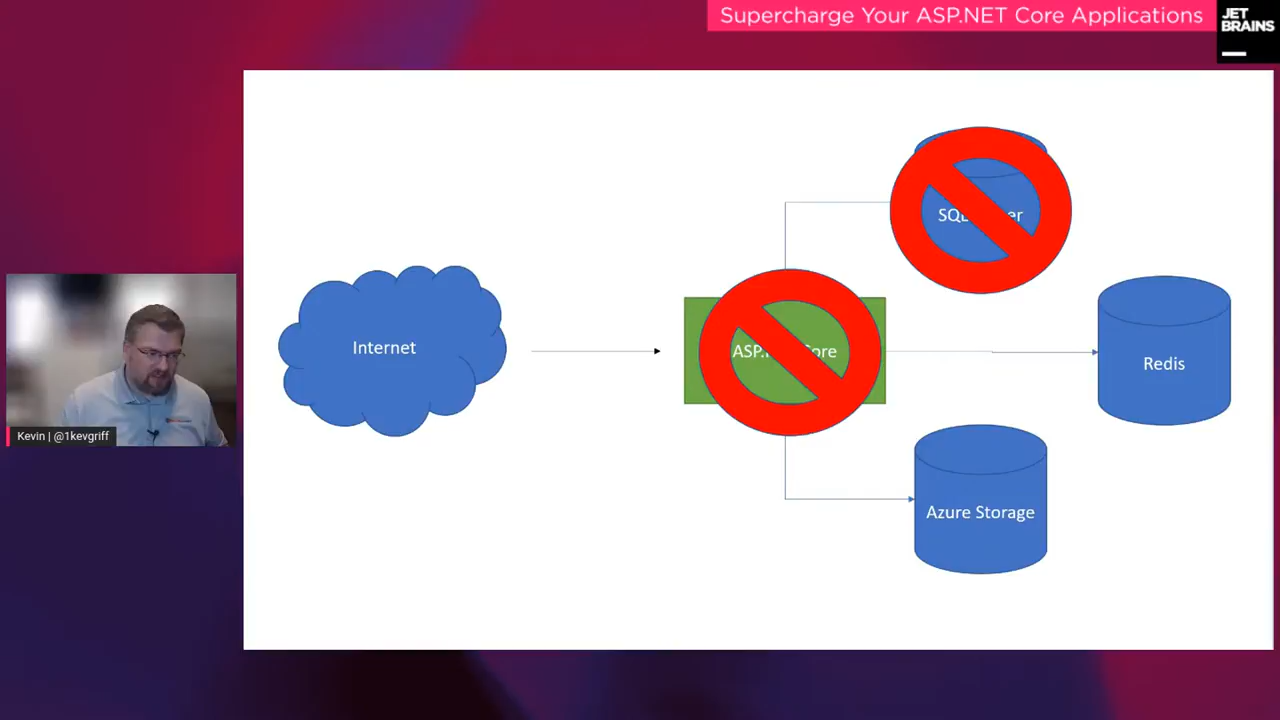 Supercharge Your ASP.NET Core Applications
JET
BRAINS
Internet
Redis
Azure Storage
Kevin | @1kevgriff